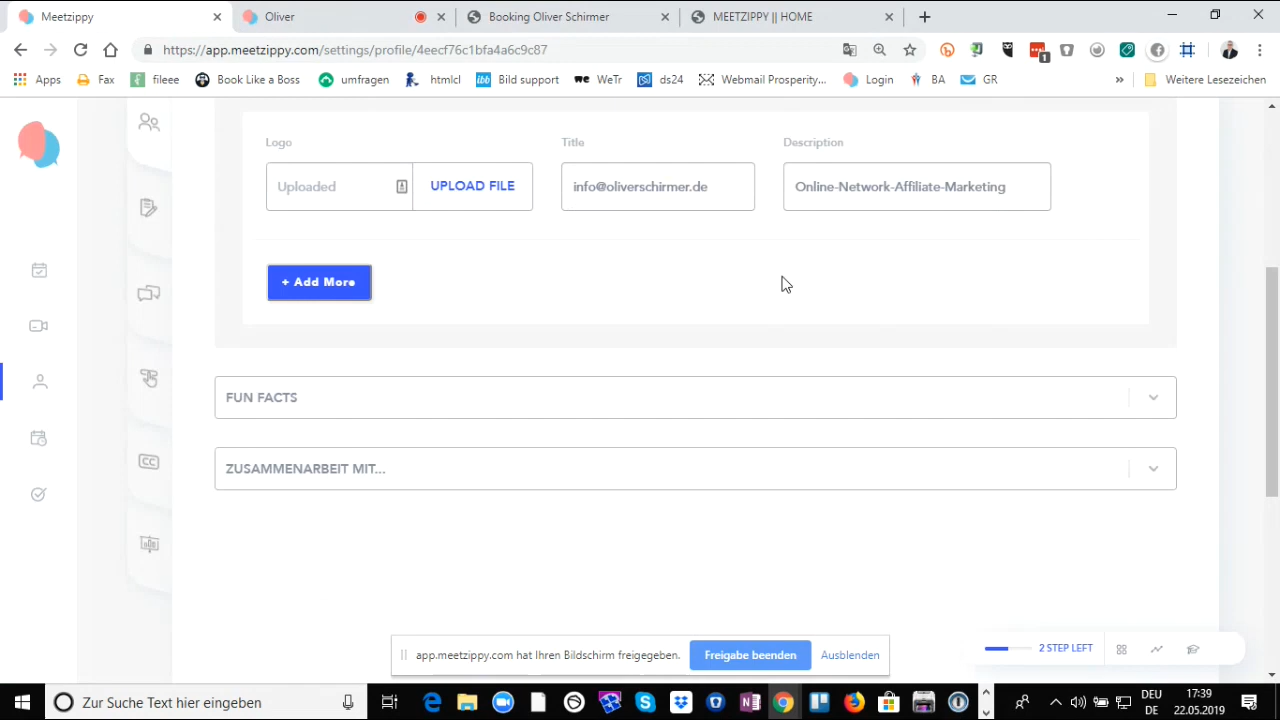 Meetzippy
Oliver
Booking Oliver Schirmer
MEETZIPPY || HOME
https://app.meetzippy.com/settings/profile/4eecf76c1bfa4a6c9c87
1
Apps
Fax
fileee
Book Like a Boss
umfragen
htmlcl
ibb
Bild support
WeTr
ds24
Webmail Prosperity...
Login
BA
GR
»
Weitere Lesezeichen
Logo
Title
Description
Uploaded
UPLOAD FILE
info@oliverschirmer.de
Online-Network-Affiliate-Marketing
+ Add More
FUN FACTS
ZUSAMMENARBEIT MIT...
CC
app.meetzippy.com hat Ihren Bildschirm freigegeben.
Freigabe beenden
Ausblenden
2 STEP LEFT
Zur Suche Text hier eingeben
DEU
DE
17:39
22.05.2019